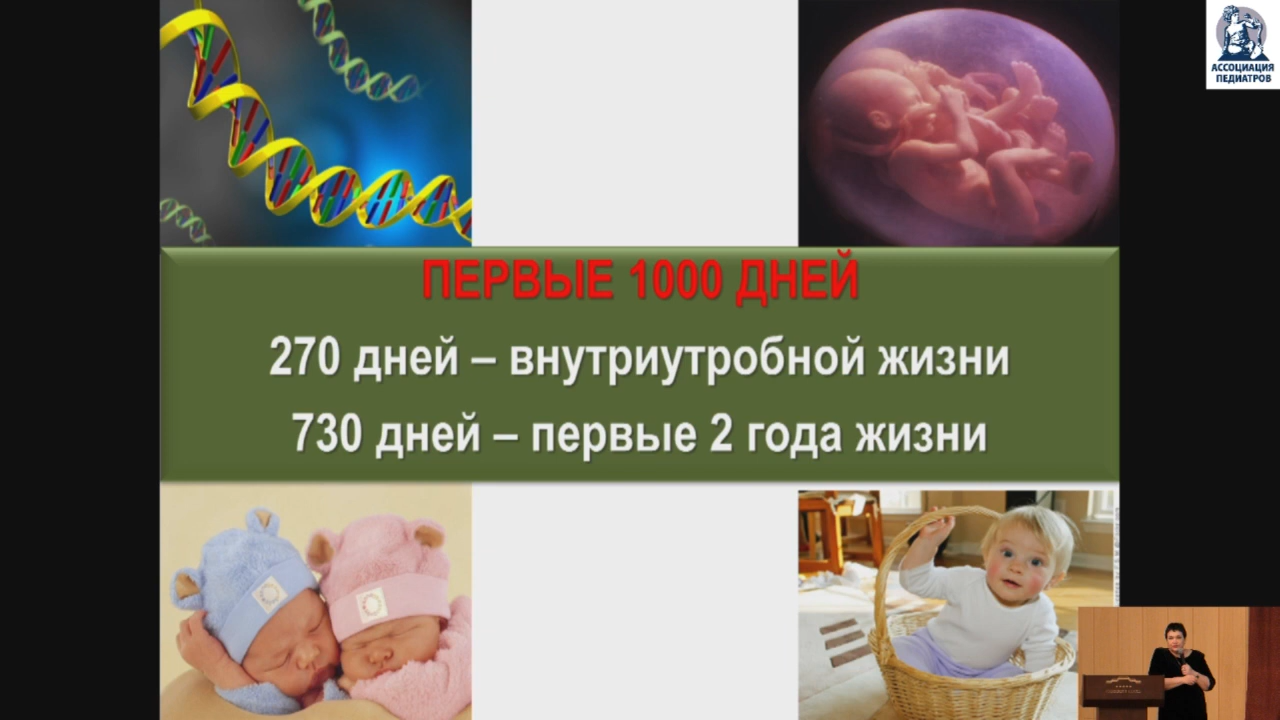 АССОЦИАЦИЯ
ПЕДИАТРОВ
ПЕРВЫЕ 1000 ДНЕЙ
270 дней – внутриутробной жизни
730 дней – первые 2 года жизни